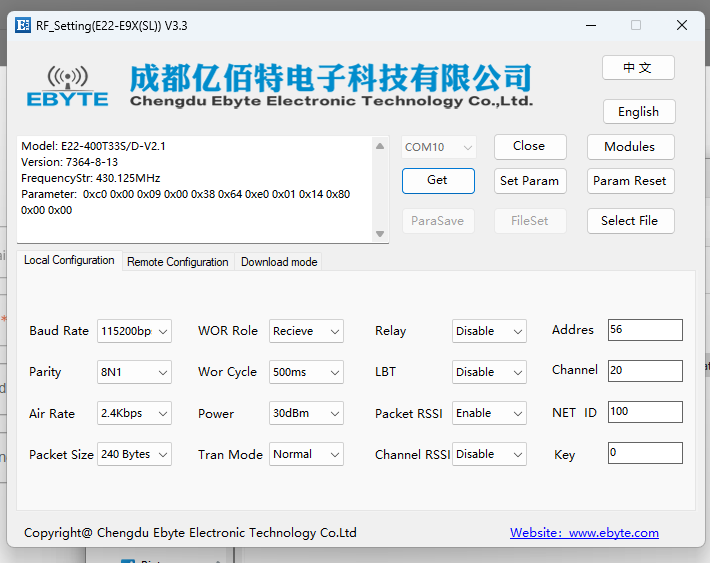 RF_Setting(E22-E9X(SL)) V3.3
EBYTE
成都亿佰特电子科技有限公司
Chengdu Ebyte Electronic Technology Co.,Ltd.
中 文
English
Model: E22-400T33S/D-V2.1
Version: 7364-8-13
FrequencyStr: 430.125MHz
Parameter: 0xc0 0x00 0x09 0x00 0x38 0x64 0xe0 0x01 0x14 0x80
0x00 0x00
COM10 Close Modules
Get Set Param Param Reset
ParaSave FileSet Select File
Local Configuration Remote Configuration Download mode
Baud Rate 115200bp WOR Role Recieve Relay Disable Addres 56
Parity 8N1 Wor Cycle 500ms LBT Disable Channel 20
Air Rate 2.4Kbps Power 30dBm Packet RSSI Enable NET ID 100
Packet Size 240 Bytes Tran Mode Normal Channel RSSI Disable Key 0
Copyright@ Chengdu Ebyte Electronic Technology Co.Ltd Website：www.ebyte.com